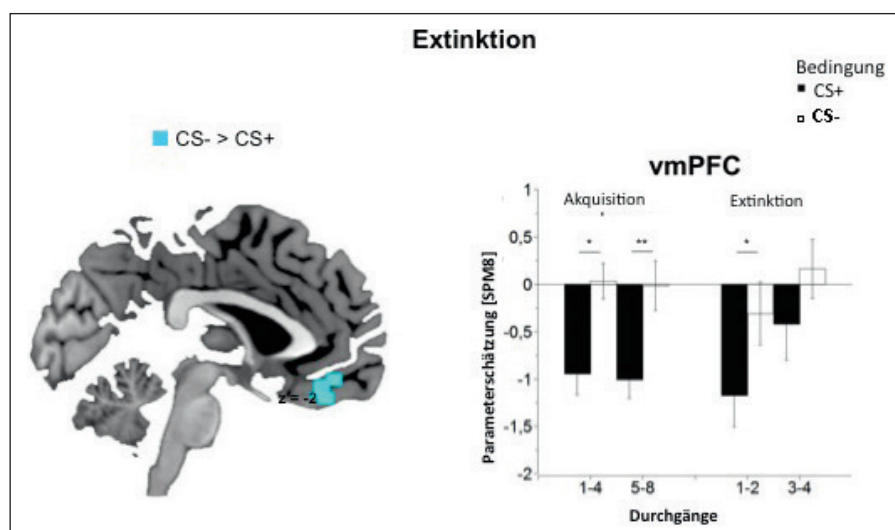 Extinktion
Bedingung
CS+
CS-
CS- > CS+
z = -2
vmPFC
Akquisition Extinktion
* ** *
Parameterschätzung [SPM8]
1
0,5
0
-0,5
-1
-1,5
-2
1-4 5-8 1-2 3-4
Durchgänge